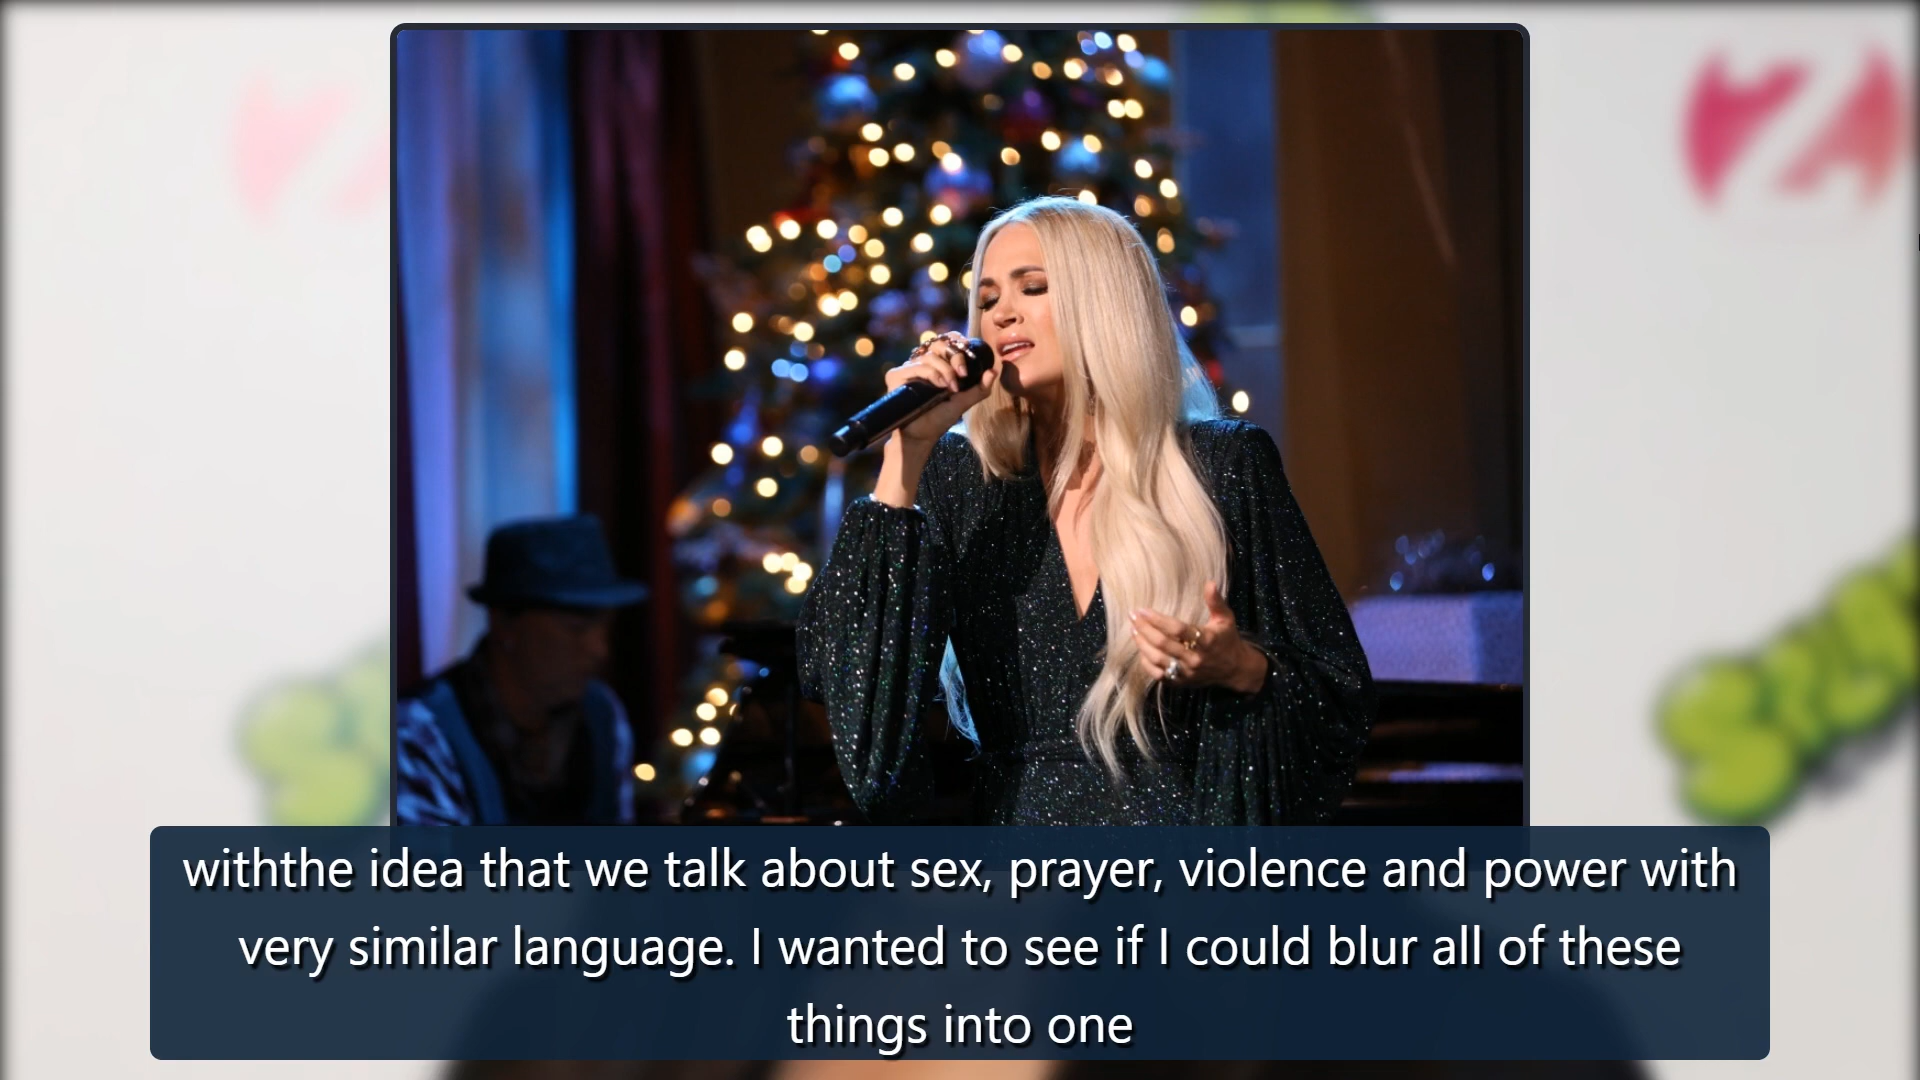 withthe idea that we talk about sex, prayer, violence and power with
very similar language. I wanted to see if I could blur all of these
things into one